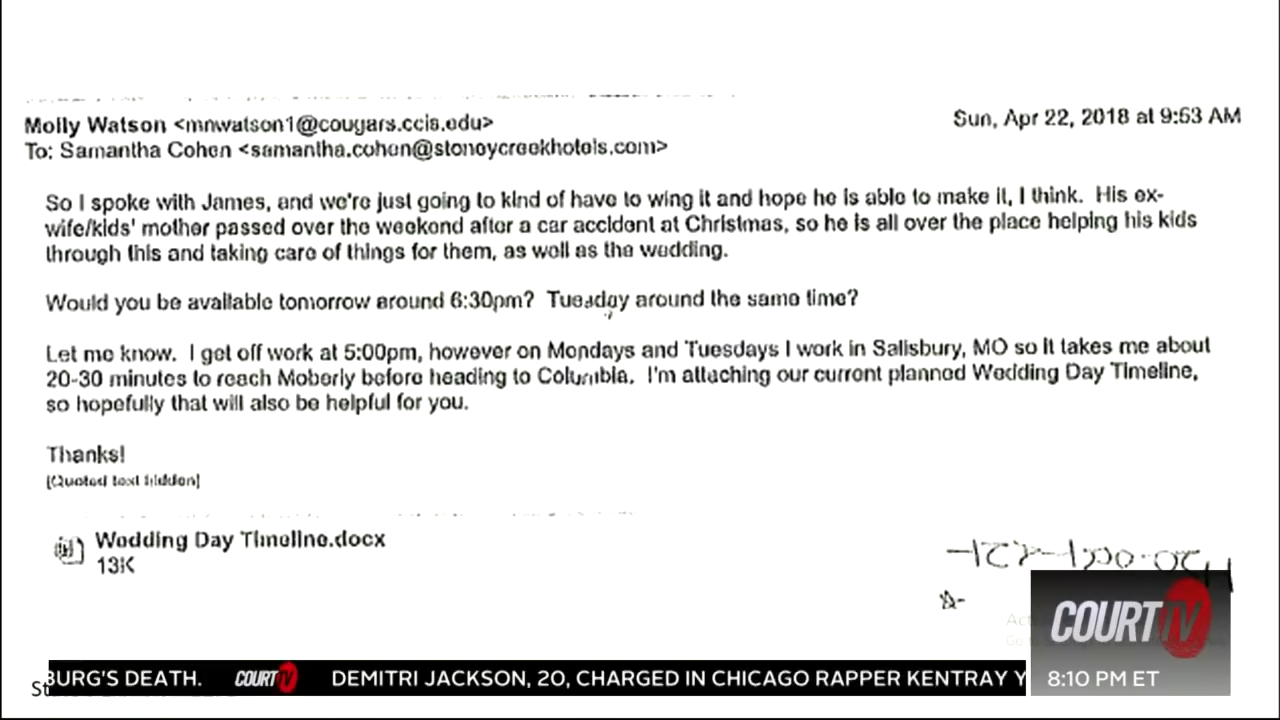 Molly Watson <mnwatson1@cougars.ccis.edu>
Sun, Apr 22, 2018 at 9:53 AM
To: Samantha Cohen <samantha.cohen@stoneycreekhotels.com>
So I spoke with James, and we're just going to kind of have to wing it and hope he is able to make it, I think. His ex-
wife/kids' mother passed over the weekend after a car accident at Christmas, so he is all over the place helping his kids
through this and taking care of things for them, as well as the wedding.
Would you be available tomorrow around 6:30pm? Tuesday around the same time?
Let me know. I get off work at 5:00pm, however on Mondays and Tuesdays I work in Salisbury, MO so it takes me about
20-30 minutes to reach Moberly before heading to Columbia. I'm attaching our current planned Wedding Day Timeline,
so hopefully that will also be helpful for you.
Thanks!
[Quoted text hidden]
Wedding Day Timeline.docx
13K
COURT TV
BURG'S DEATH. COURT TV DEMITRI JACKSON, 20, CHARGED IN CHICAGO RAPPER KENTRAY Y
8:10 PM ET